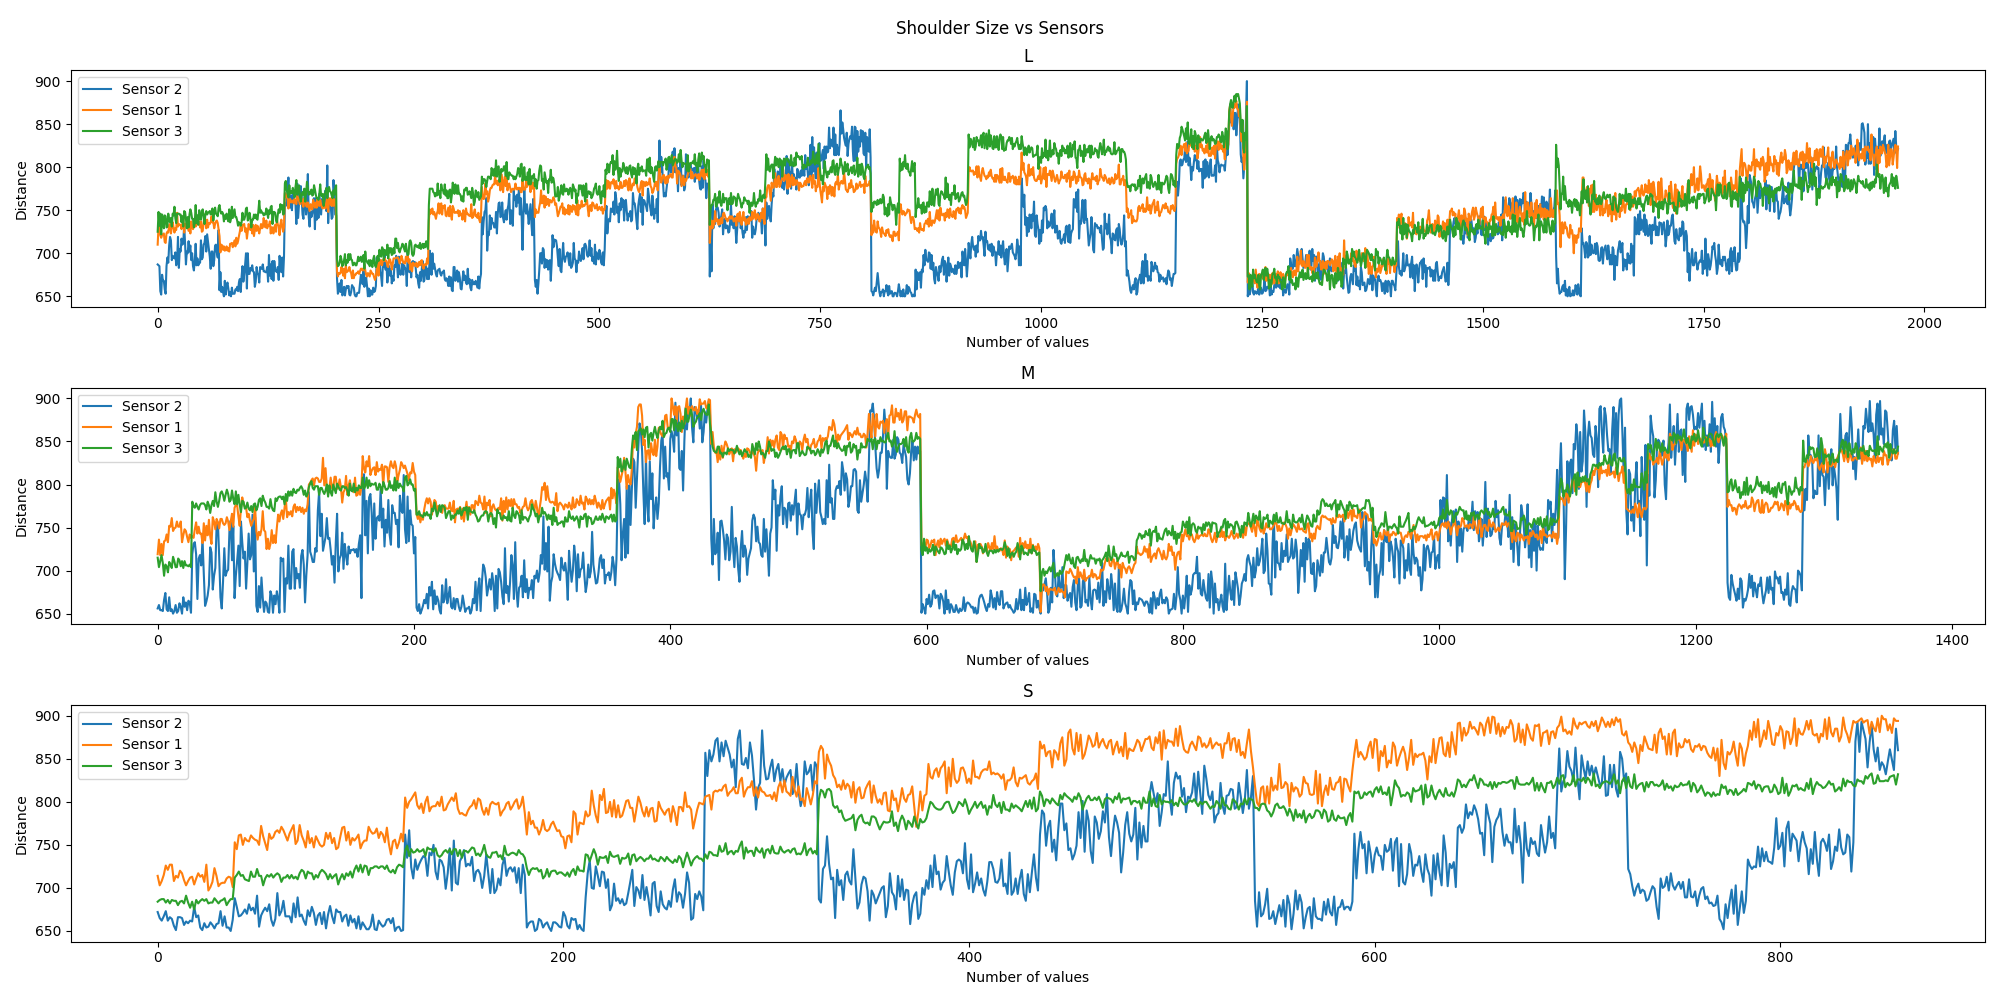 Shoulder Size vs Sensors
L
Distance
900
850
800
750
700
650
Sensor 2
Sensor 1
Sensor 3
0 250 500 750 1000 1250 1500 1750 2000
Number of values
M
Distance
900
850
800
750
700
650
Sensor 2
Sensor 1
Sensor 3
0 200 400 600 800 1000 1200 1400
Number of values
S
Distance
900
850
800
750
700
650
Sensor 2
Sensor 1
Sensor 3
0 200 400 600 800
Number of values